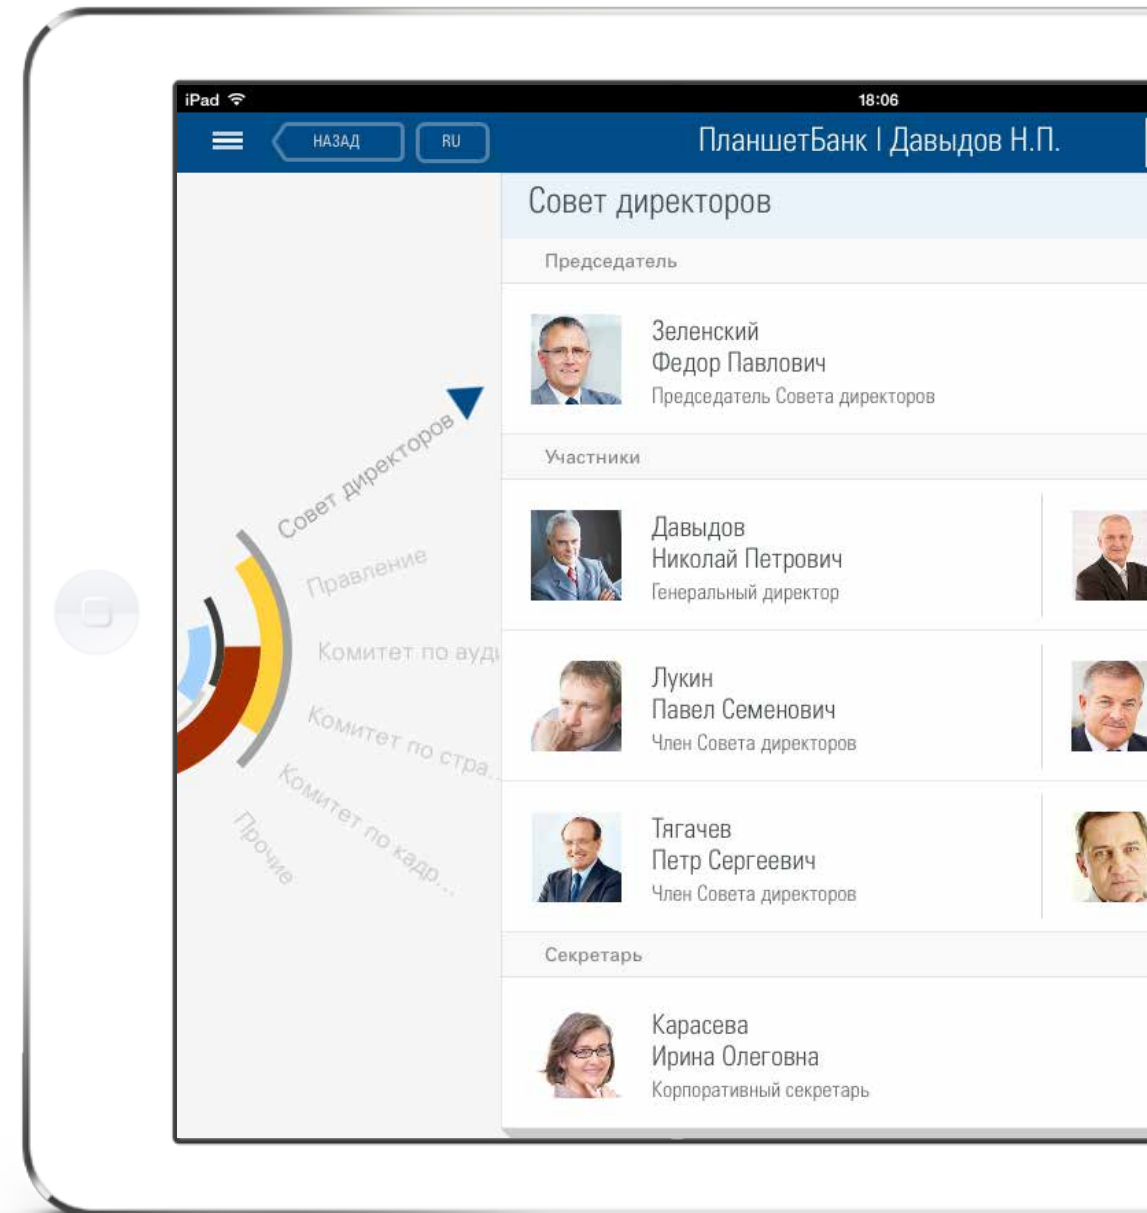 iPad 18:06
НАЗАД RU ПланшетБанк | Давыдов Н.П.
Совет директоров
Председатель
Зеленский
Федор Павлович
Председатель Совета директоров
Участники
Давыдов
Николай Петрович
Генеральный директор
Лукин
Павел Семенович
Член Совета директоров
Тягачев
Петр Сергеевич
Член Совета директоров
Секретарь
Карасева
Ирина Олеговна
Корпоративный секретарь
Совет директоров
Правление
Комитет по ауди
Комитет по стра...
Комитет по кадр...
Прочие